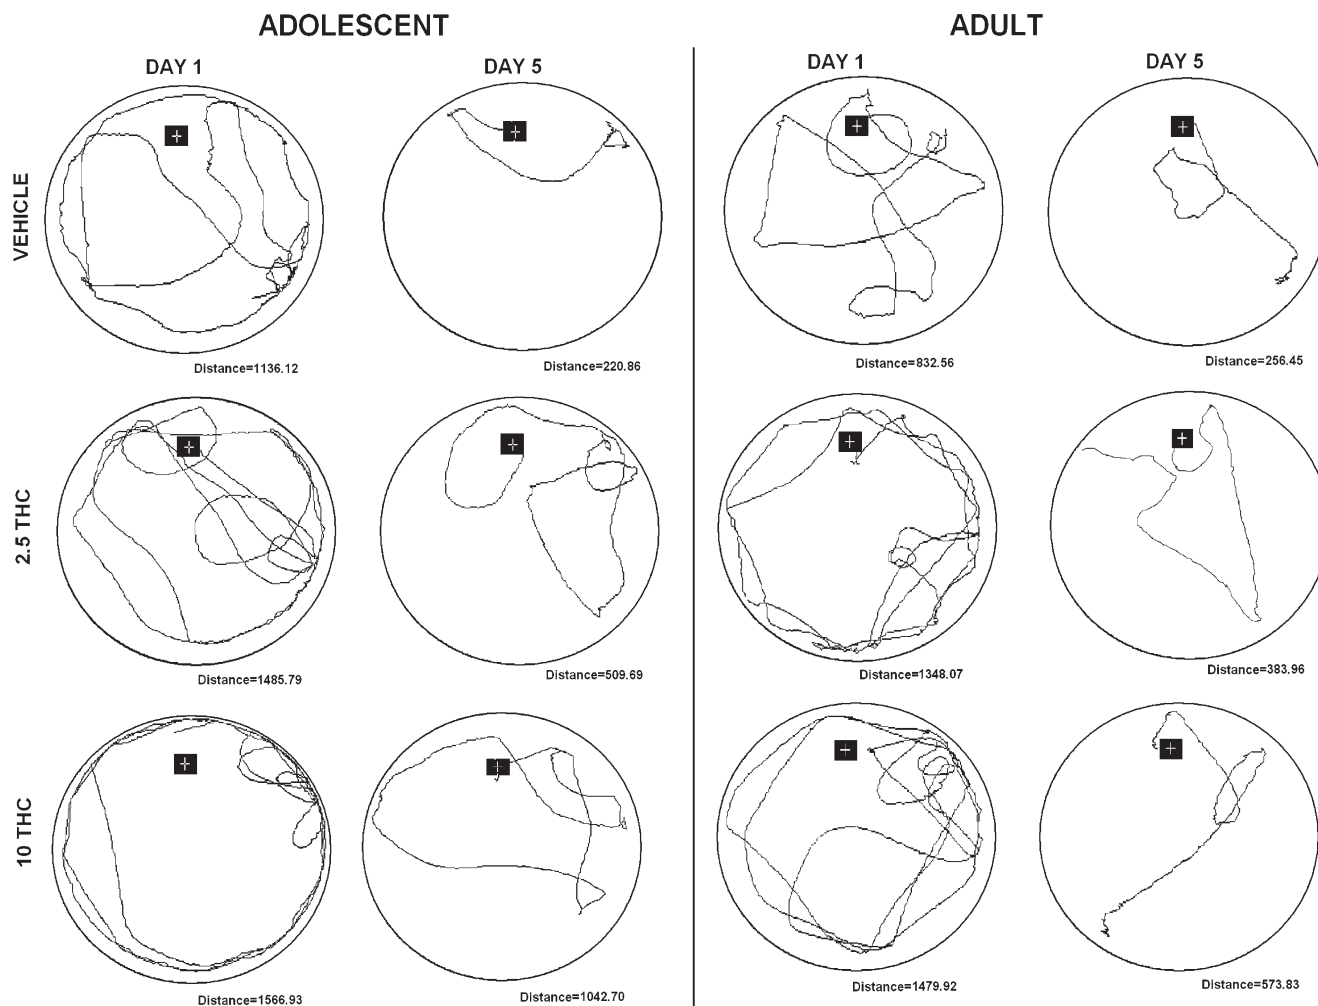 ADOLESCENT
ADULT
DAY 1
DAY 5
DAY 1
DAY 5
VEHICLE
Distance=1136.12
Distance=220.86
Distance=832.56
Distance=256.45
2.5 THC
Distance=1485.79
Distance=509.69
Distance=1348.07
Distance=383.96
10 THC
Distance=1566.93
Distance=1042.70
Distance=1479.92
Distance=573.83